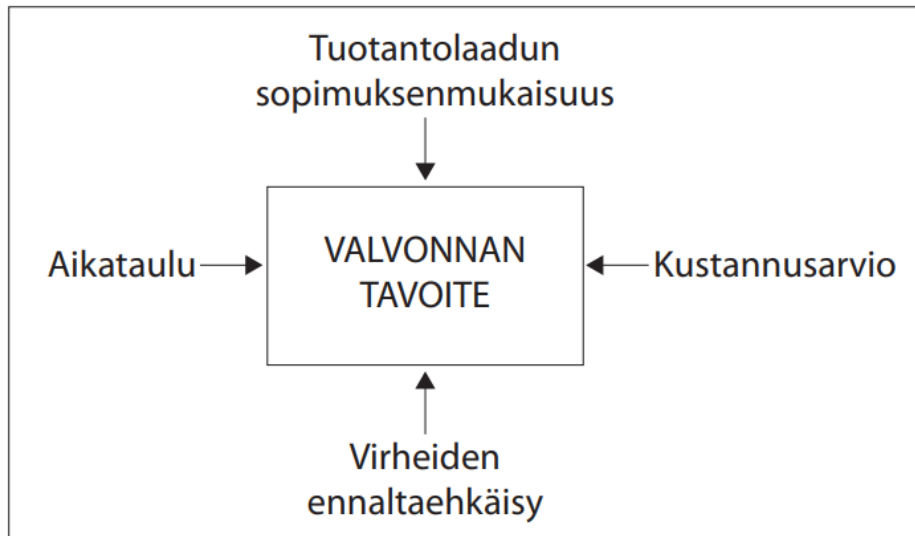 Tuotantolaadun
sopimuksenmukaisuus
Aikataulu
VALVONNAN
TAVOITE
Kustannusarvio
Virheiden
ennaltaehkäisy